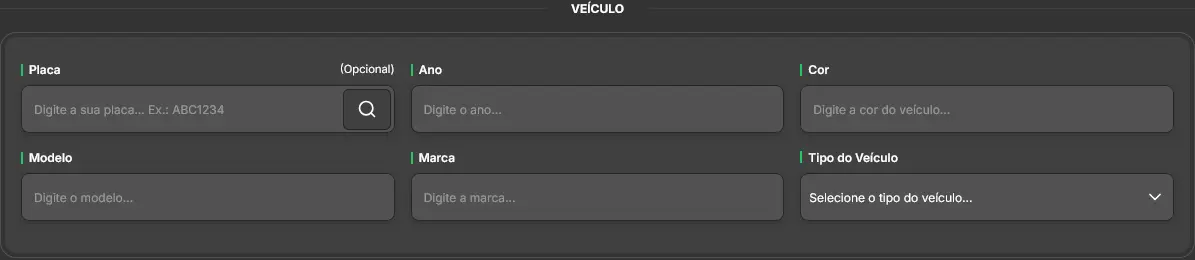 VEÍCULO
Placa (Opcional) Ano Cor
Digite a sua placa... Ex.: ABC1234 Digite o ano... Digite a cor do veículo...
Modelo Marca Tipo do Veículo
Digite o modelo... Digite a marca... Selecione o tipo do veículo...